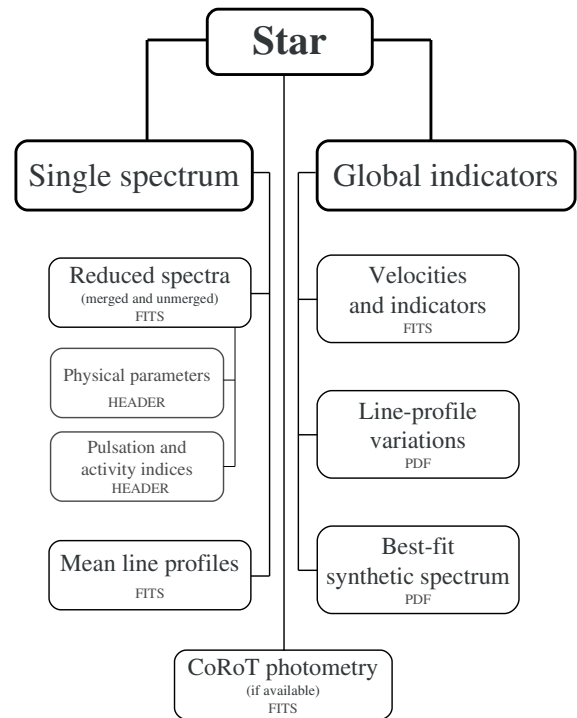 Star
Single spectrum
Global indicators
Reduced spectra
(merged and unmerged)
FITS
Physical parameters
HEADER
Pulsation and
activity indices
HEADER
Mean line profiles
FITS
Velocities
and indicators
FITS
Line-profile
variations
PDF
Best-fit
synthetic spectrum
PDF
CoRoT photometry
(if available)
FITS